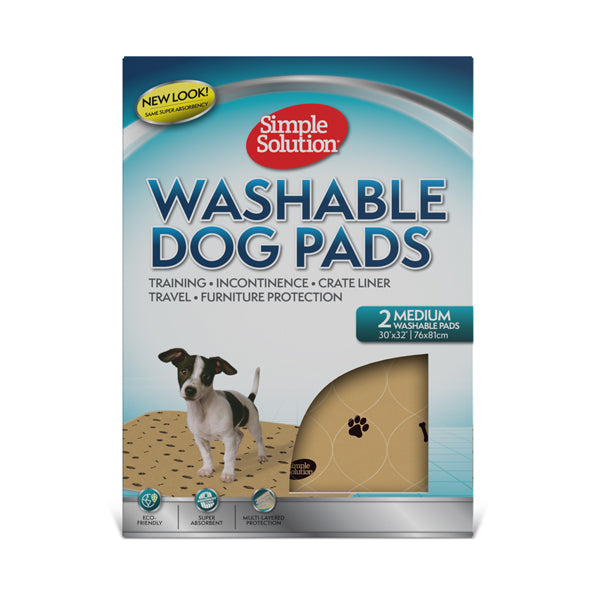 NEW LOOK!
SAME SUPER ABSORBENCY
Simple
Solution®
WASHABLE
DOG PADS
TRAINING • INCONTINENCE • CRATE LINER
TRAVEL • FURNITURE PROTECTION
2 MEDIUM
WASHABLE PADS
30"x32" | 76x81cm
Simple
Solution
ECO-
FRIENDLY
SUPER
ABSORBENT
MULTI-LAYERED
PROTECTION